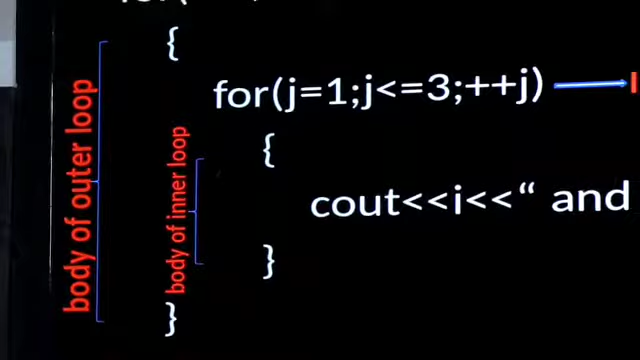 {
for(j=1;j<=3;++j)
{
cout<<i<<“ and
}
}
body of outer loop
body of inner loop